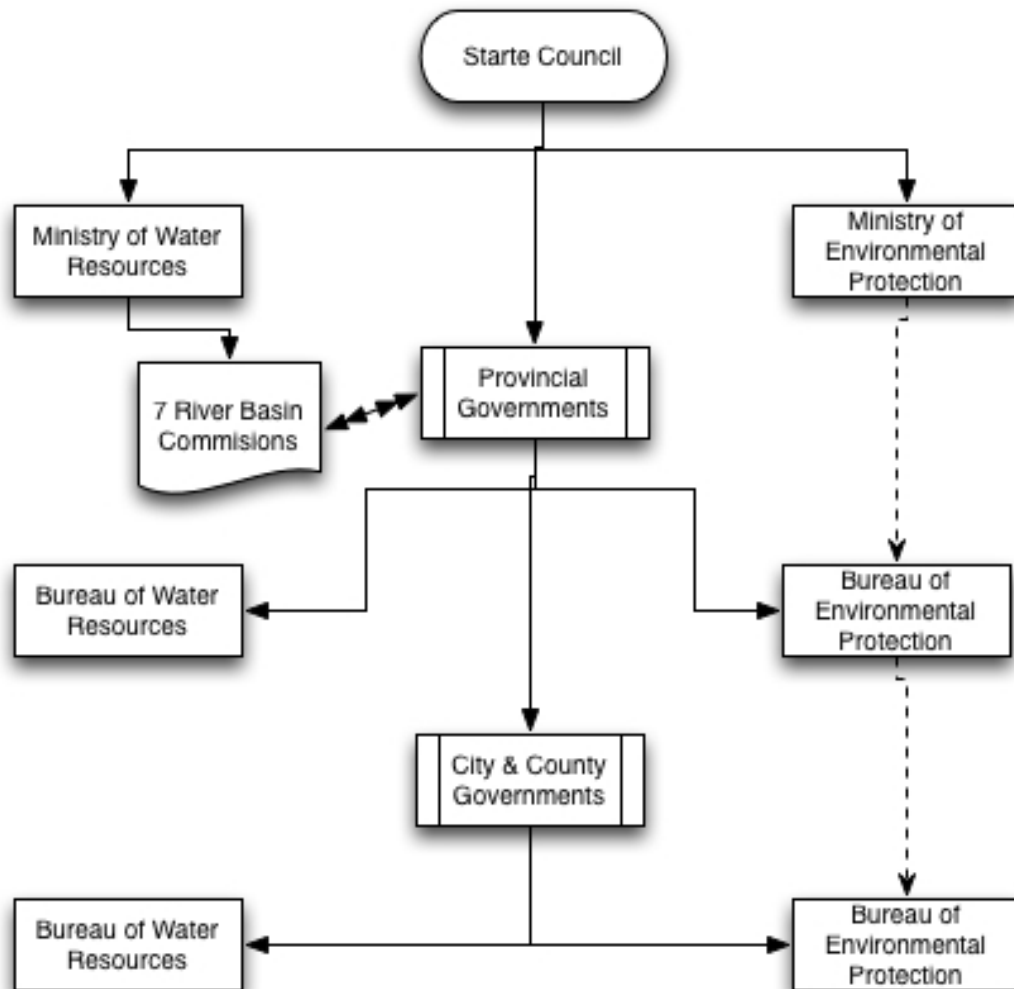 Starte Council
Ministry of Water
Resources
Ministry of
Environmental
Protection
Provincial
Governments
7 River Basin
Commisions
Bureau of Water
Resources
Bureau of
Environmental
Protection
City & County
Governments
Bureau of Water
Resources
Bureau of
Environmental
Protection